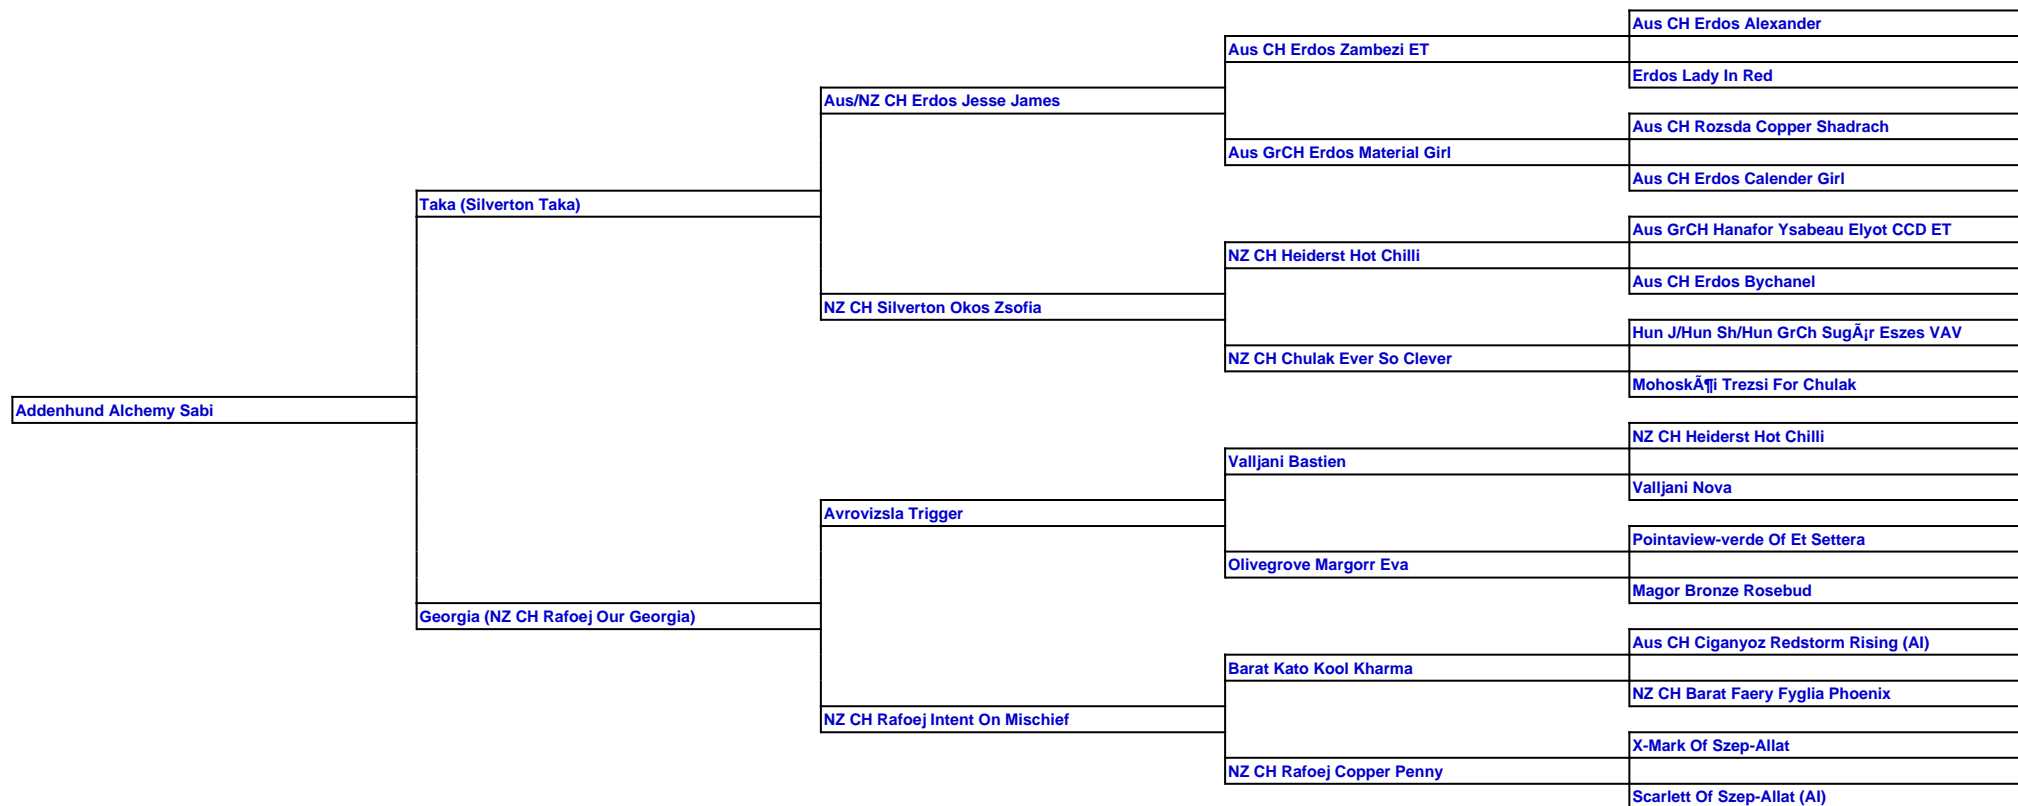 Aus CH Erdos Alexander
Aus CH Erdos Zambezi ET
Erdos Lady In Red
Aus/NZ CH Erdos Jesse James
Aus CH Rozsda Copper Shadrach
Aus GrCH Erdos Material Girl
Aus CH Erdos Calender Girl
Taka (Silverton Taka)
Aus GrCH Hanafor Ysabeau Elyot CCD ET
NZ CH Heiderst Hot Chilli
Aus CH Erdos Bychanel
NZ CH Silverton Okos Zsofia
Hun J/Hun Sh/Hun GrCh SugÃ¡r Eszes VAV
NZ CH Chulak Ever So Clever
MohoskÃ¶i Trezsi For Chulak
Addenhund Alchemy Sabi
NZ CH Heiderst Hot Chilli
Valljani Bastien
Valljani Nova
Avrovizsla Trigger
Pointaview-verde Of Et Settera
Olivegrove Margorr Eva
Magor Bronze Rosebud
Georgia (NZ CH Rafoej Our Georgia)
Aus CH Ciganyoz Redstorm Rising (AI)
Barat Kato Kool Kharma
NZ CH Barat Faery Fyglia Phoenix
NZ CH Rafoej Intent On Mischief
X-Mark Of Szep-Allat
NZ CH Rafoej Copper Penny
Scarlett Of Szep-Allat (AI)